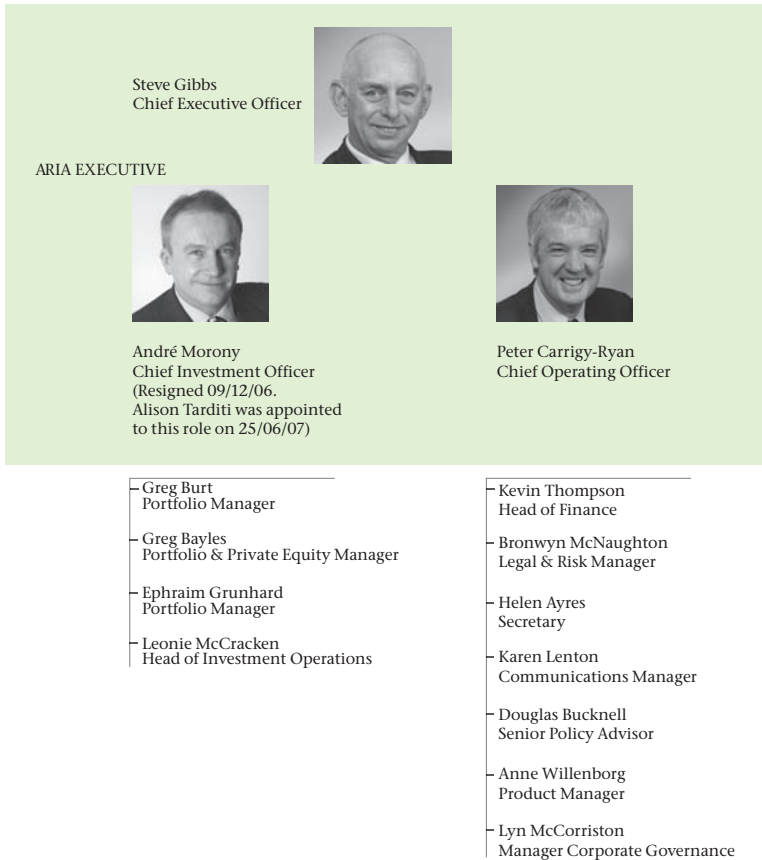 Steve Gibbs
Chief Executive Officer
ARIA EXECUTIVE
André Morony
Chief Investment Officer
(Resigned 09/12/06.
Alison Tarditi was appointed
to this role on 25/06/07)
Peter Carrigy-Ryan
Chief Operating Officer
Greg Burt
Portfolio Manager
Greg Bayles
Portfolio & Private Equity Manager
Ephraim Grunhard
Portfolio Manager
Leonie McCracken
Head of Investment Operations
Kevin Thompson
Head of Finance
Bronwyn McNaughton
Legal & Risk Manager
Helen Ayres
Secretary
Karen Lenton
Communications Manager
Douglas Bucknell
Senior Policy Advisor
Anne Willenborg
Product Manager
Lyn McCorriston
Manager Corporate Governance